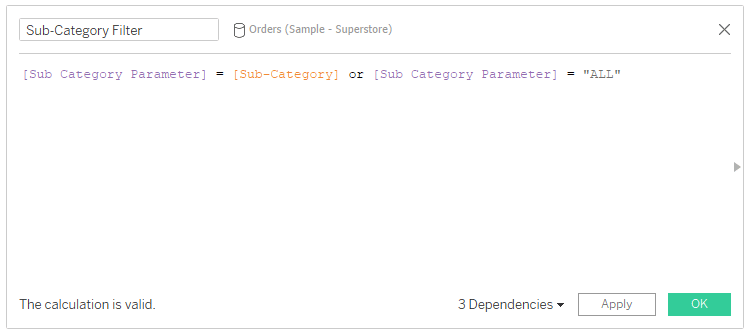 Sub-Category Filter
Orders (Sample - Superstore)
[Sub Category Parameter] = [Sub-Category] or [Sub Category Parameter] = "ALL"
The calculation is valid.
3 Dependencies
Apply
OK